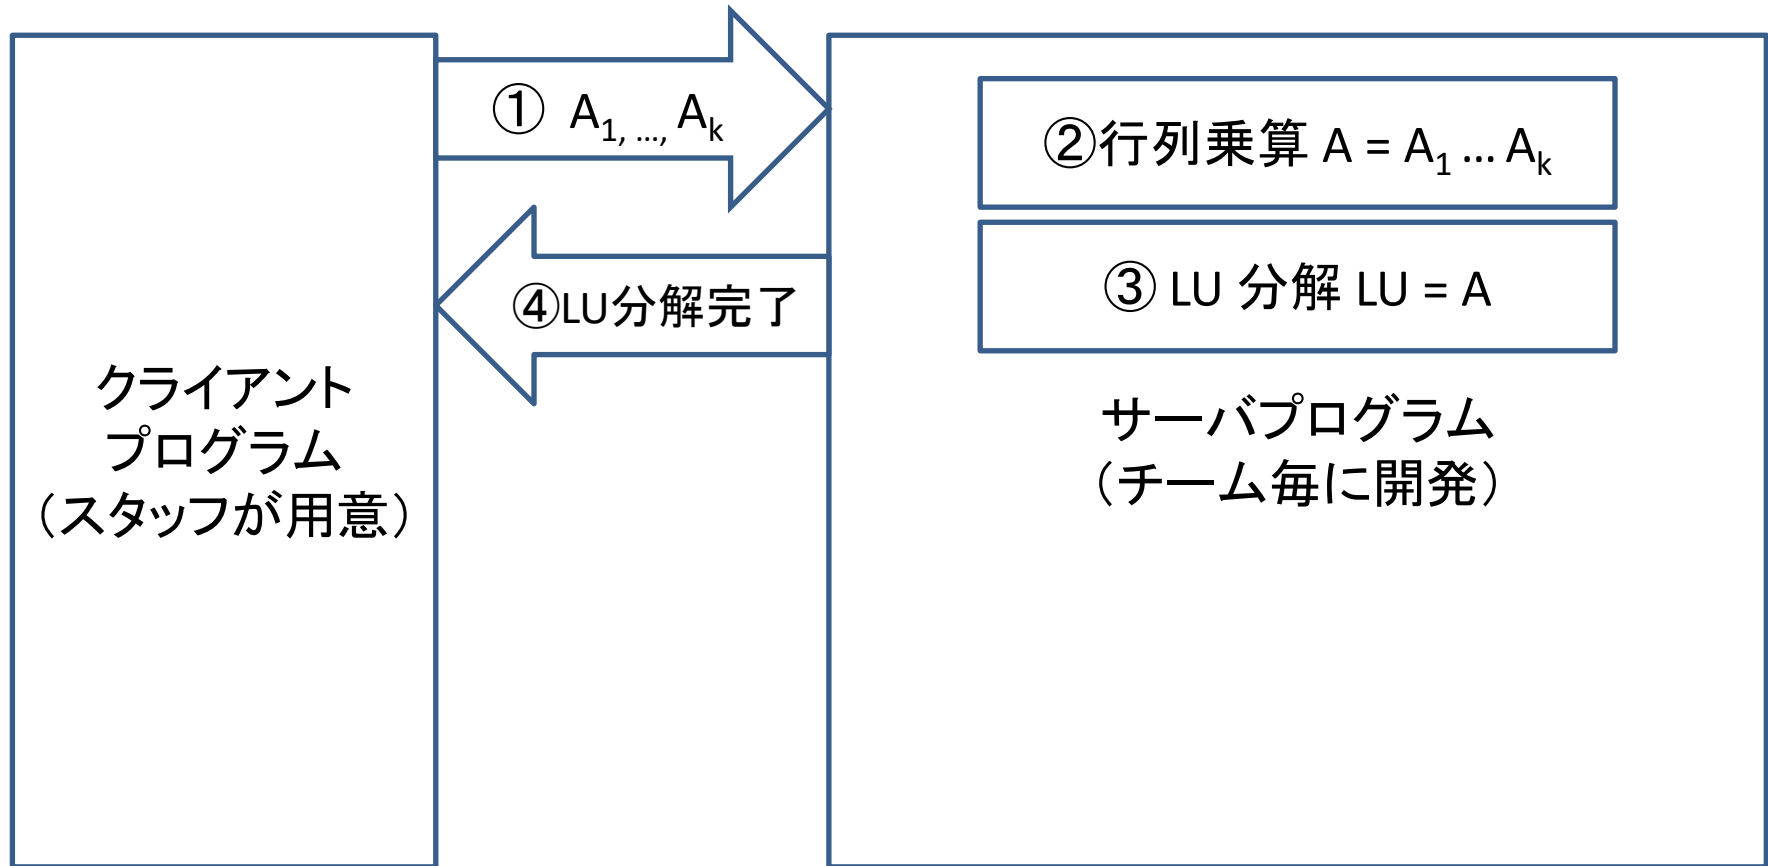 ① A1, …, Ak
②行列乗算 A = A1 … Ak
③ LU 分解 LU = A
④LU分解完了
クライアント
プログラム
（スタッフが用意）
サーバプログラム
（チーム毎に開発）